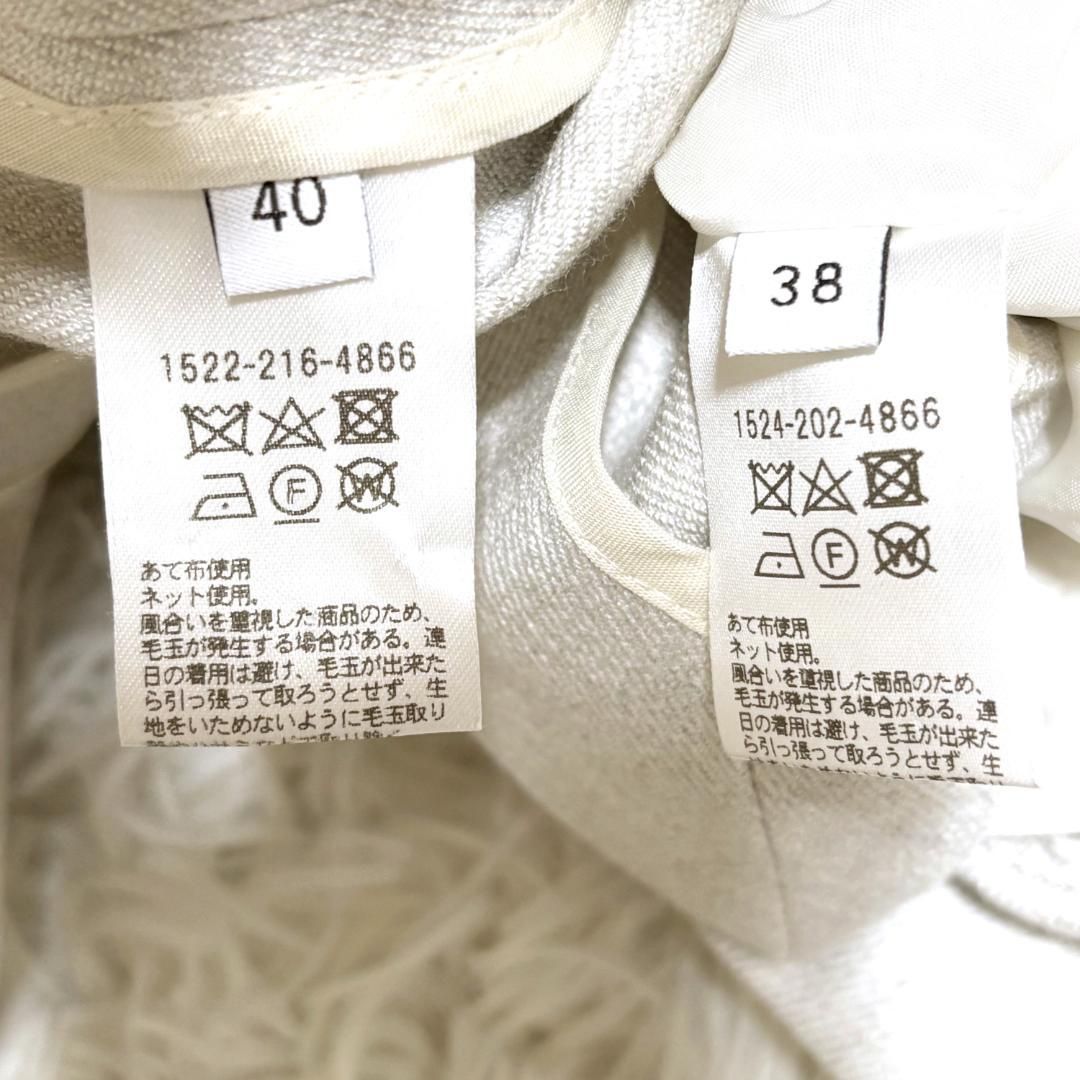 40
1522-216-4866
F
W
あて布使用
ネット使用。
風合いを重視した商品のため、
毛玉が発生する場合がある。連
日の着用は避け、毛玉が出来た
ら引っ張って取ろうとせず、生
地をいためないように毛玉取り
38
1524-202-4866
F
W
あて布使用
ネット使用。
風合いを重視した商品のため、
毛玉が発生する場合がある。連
日の着用は避け、毛玉が出来た
ら引っ張って取ろうとせず、生